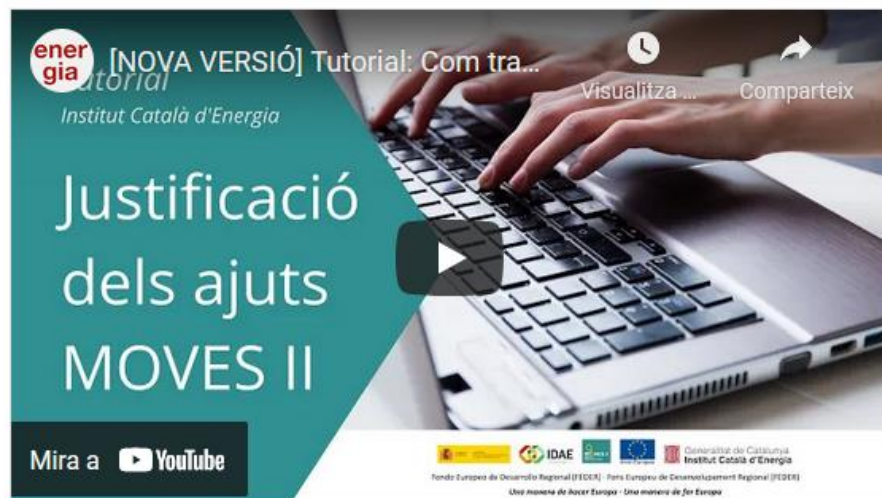 ener
gia
[NOVA VERSIÓ] Tutorial: Com tra...
Visualitza ...
Comparteix
Tutorial
Institut Català d'Energia
Justificació
dels ajuts
MOVES II
Mira a YouTube
IDAE
Generalitat de Catalunya
Institut Català d'Energia
Fondo Europeo de Desarrollo Regional (FEDER) · Fons Europeu de Desenvolupament Regional (FEDER)
Una manera de hacer Europa · Una manera de fer Europa